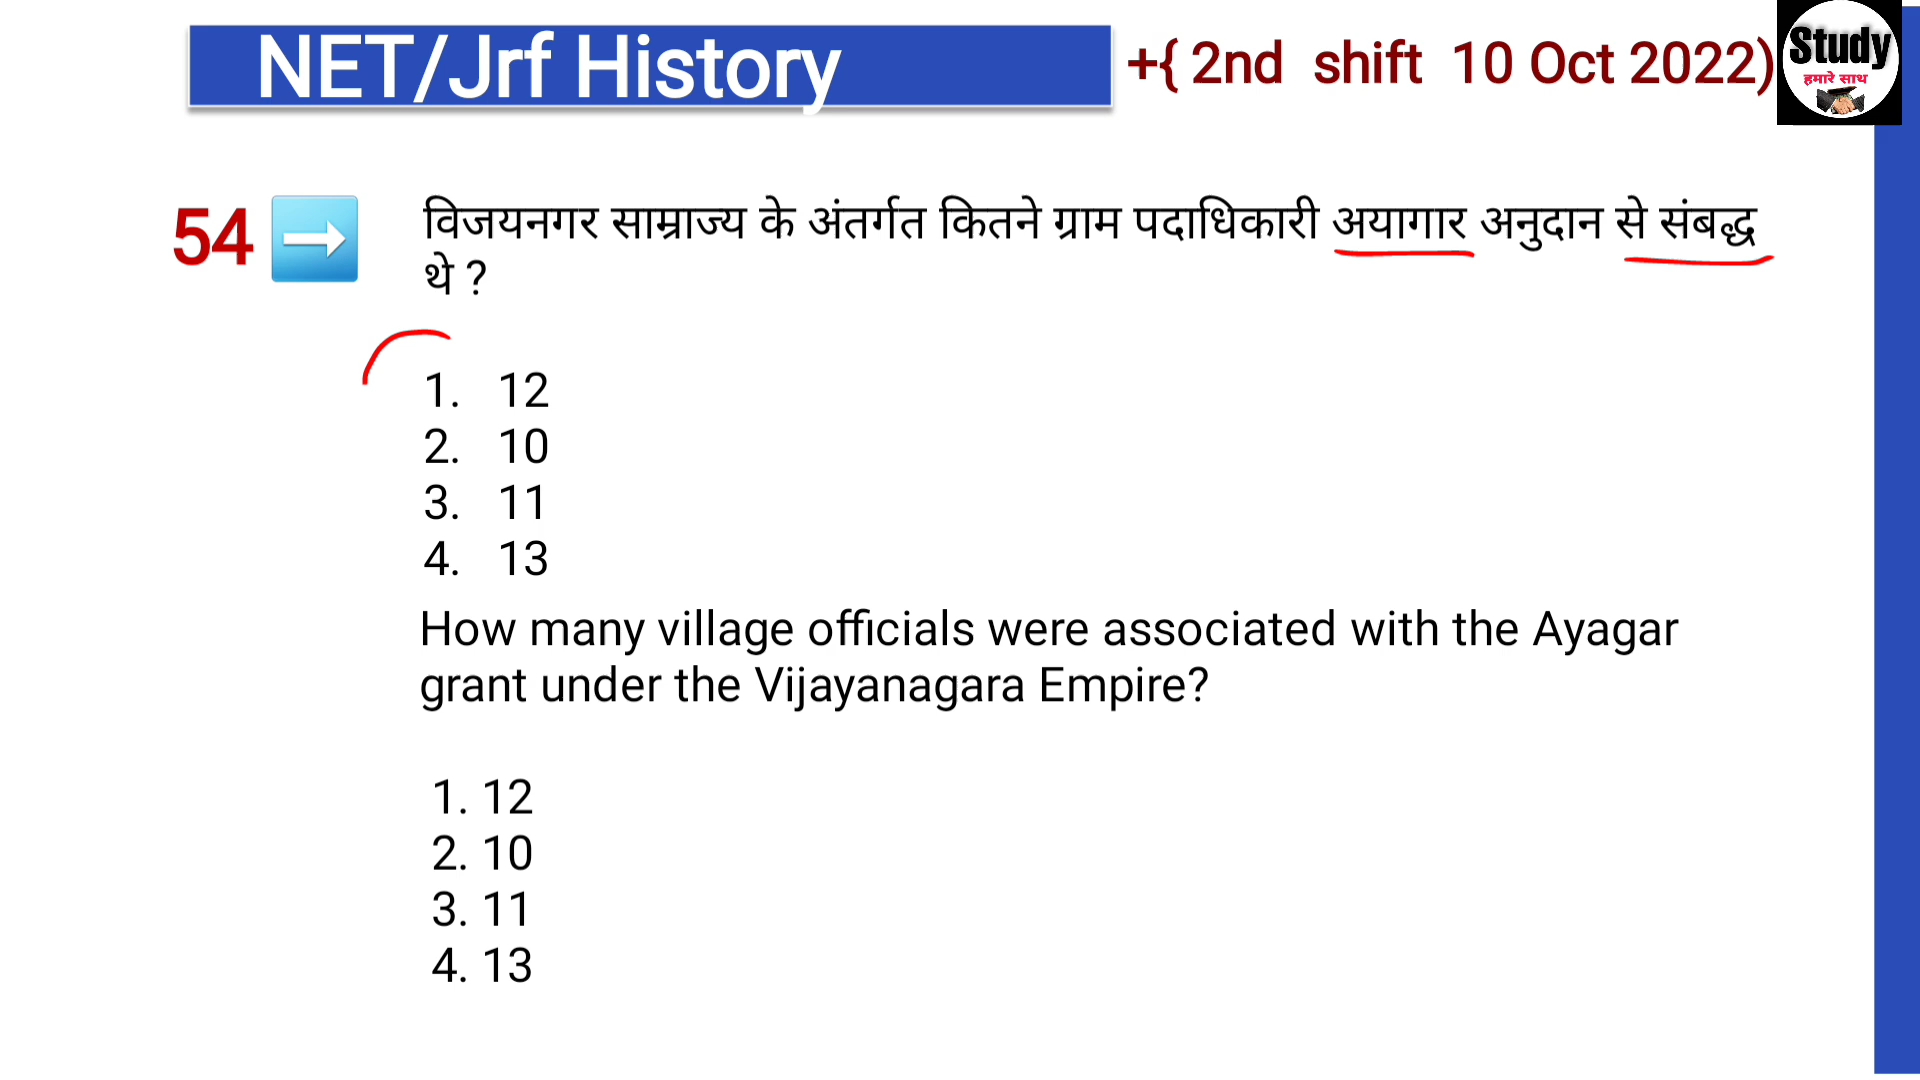 NET/Jrf History
+{ 2nd shift 10 Oct 2022)
Study
हमारे साथ
54
विजयनगर साम्राज्य के अंतर्गत कितने ग्राम पदाधिकारी अयागार अनुदान से संबद्ध
थे ?
1. 12
2. 10
3. 11
4. 13
How many village officials were associated with the Ayagar
grant under the Vijayanagara Empire?
1. 12
2. 10
3. 11
4. 13